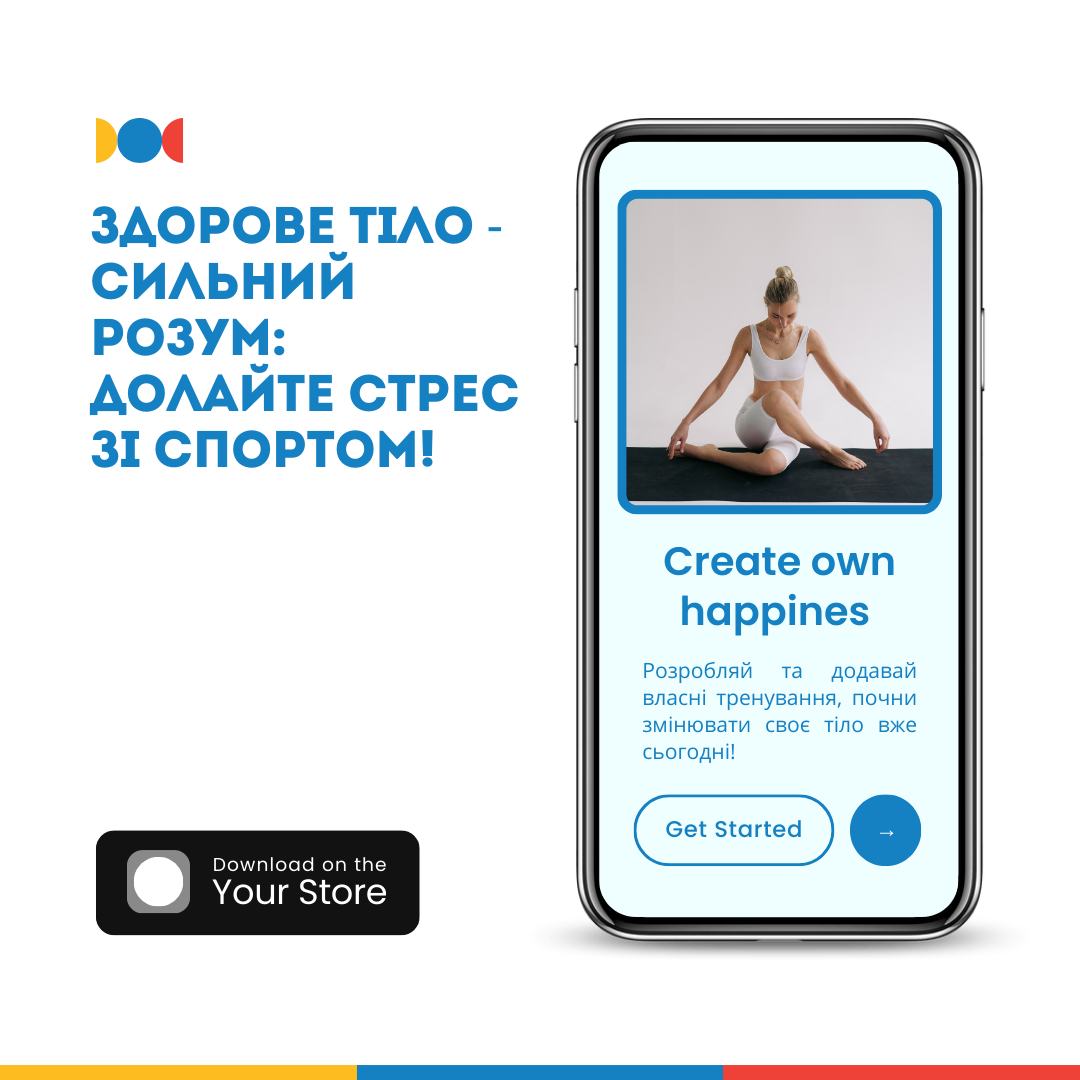 ЗДОРОВЕ ТІЛО -
СИЛЬНИЙ
РОЗУМ:
ДОЛАЙТЕ СТРЕС
ЗІ СПОРТОМ!
Download on the
Your Store
Create own
happines
Розробляй та додавай
власні тренування, почни
змінювати своє тіло вже
сьогодні!
Get Started
→